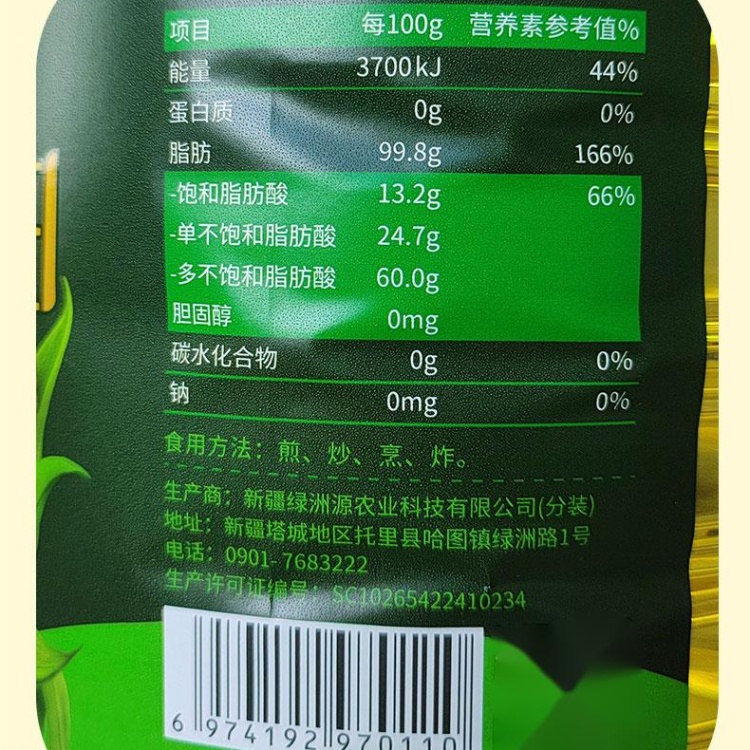 项目 每100g 营养素参考值%
能量 3700kJ 44%
蛋白质 0g 0%
脂肪 99.8g 166%
-饱和脂肪酸 13.2g 66%
-单不饱和脂肪酸 24.7g
-多不饱和脂肪酸 60.0g
胆固醇 0mg
碳水化合物 0g 0%
钠 0mg 0%
食用方法：煎、炒、烹、炸。
生产商：新疆绿洲源农业科技有限公司(分装)
地址：新疆塔城地区托里县哈图镇绿洲路1号
电话：0901-7683222
生产许可证编号：SC10265422410234
6 974192 970110